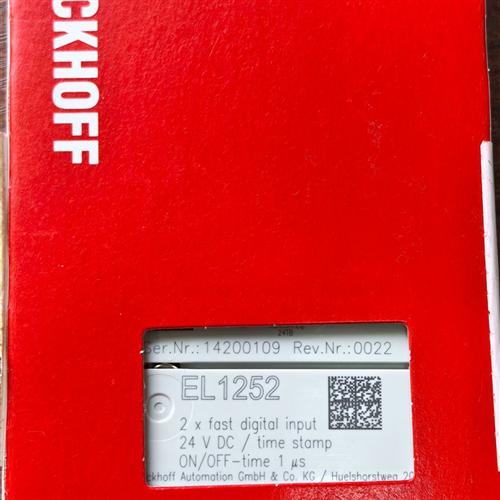 CKHOFF
24TB
Ser.Nr.:14200109 Rev.Nr.:0022
EL1252
2 x fast digital input
24 V DC / time stamp
ON/OFF-time 1 µs
ckhoff Automation GmbH & Co. KG / Huelshorstweg 20